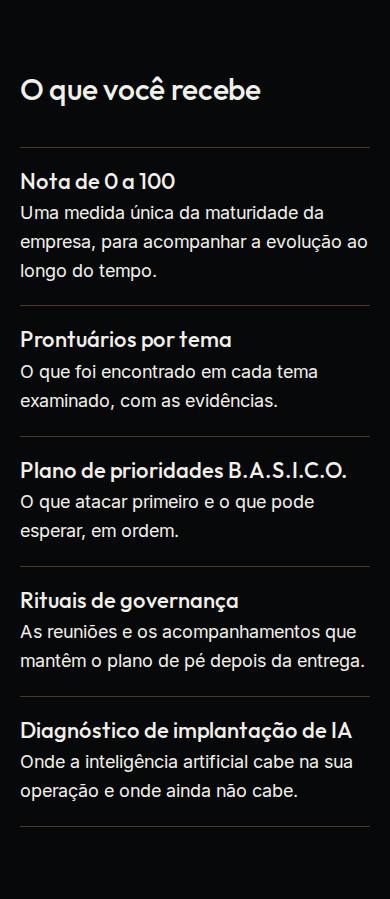 O que você recebe
Nota de 0 a 100
Uma medida única da maturidade da
empresa, para acompanhar a evolução ao
longo do tempo.
Prontuários por tema
O que foi encontrado em cada tema
examinado, com as evidências.
Plano de prioridades B.A.S.I.C.O.
O que atacar primeiro e o que pode
esperar, em ordem.
Rituais de governança
As reuniões e os acompanhamentos que
mantêm o plano de pé depois da entrega.
Diagnóstico de implantação de IA
Onde a inteligência artificial cabe na sua
operação e onde ainda não cabe.